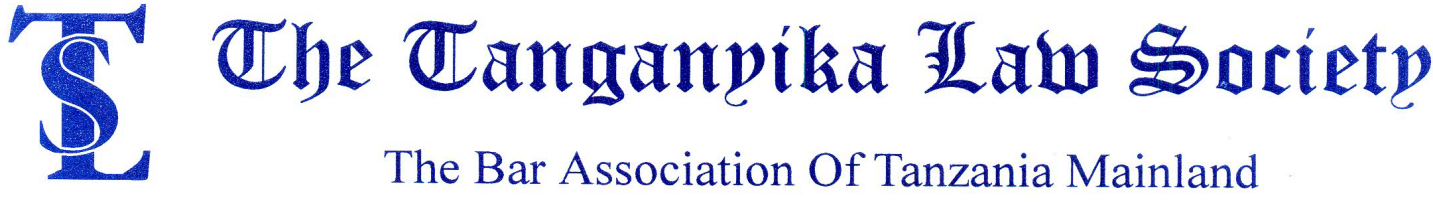 TSL The Tanganyika Law Society
The Bar Association Of Tanzania Mainland